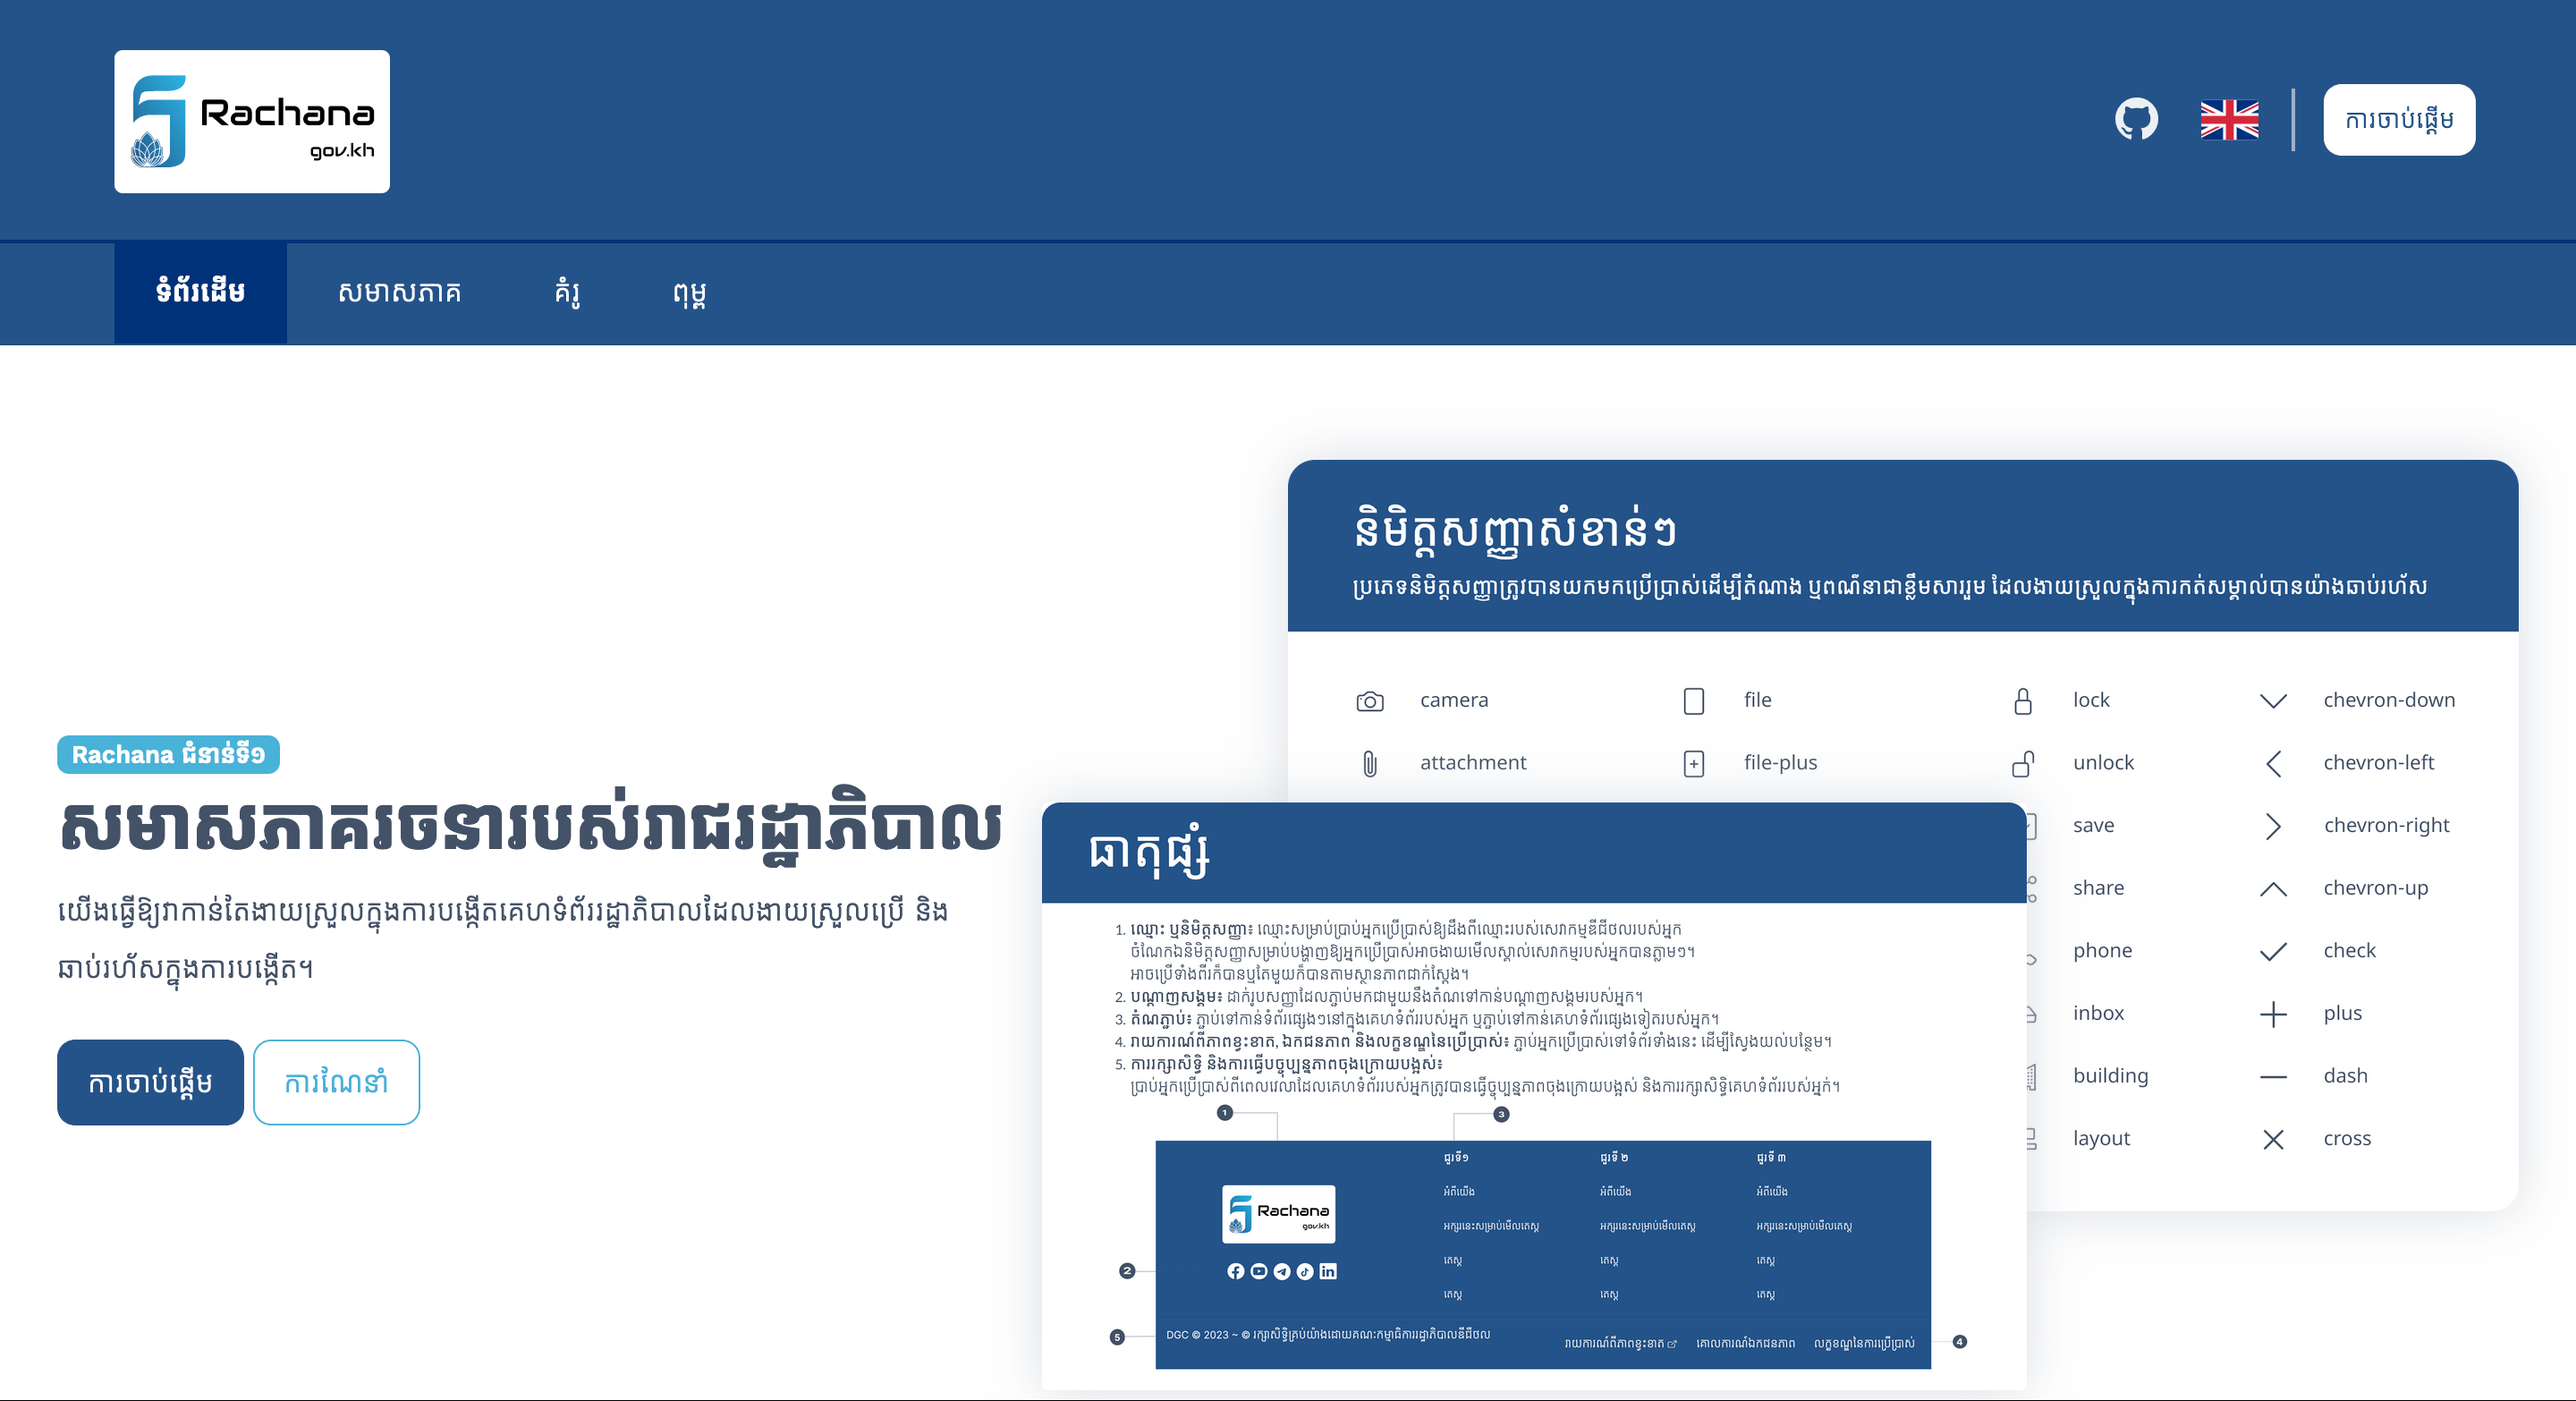 Rachana
gov.kh
ការចាប់ផ្ដើម
ទំព័រដើម
សមាសភាគ
គំរូ
ពុម្ព
និមិត្តសញ្ញាសំខាន់ៗ
ប្រភេទនិមិត្តសញ្ញាត្រូវបានយកមកប្រើប្រាស់ដើម្បីតំណាង ឬពណ៌នាជាខ្លឹមសាររួម ដែលងាយស្រួលក្នុងការកត់សម្គាល់បានយ៉ាងឆាប់រហ័ស
camera
file
lock
chevron-down
attachment
file-plus
unlock
chevron-left
save
chevron-right
share
chevron-up
phone
check
inbox
plus
building
dash
layout
cross
Rachana ជំនាន់ទី១
សមាសភាគរចនារបស់រាជរដ្ឋាភិបាល
យើងធ្វើឱ្យវាកាន់តែងាយស្រួលក្នុងការបង្កើតគេហទំព័ររដ្ឋាភិបាលដែលងាយស្រួលប្រើ និង
ឆាប់រហ័សក្នុងការបង្កើត។
ការចាប់ផ្ដើម
ការណែនាំ
ធាតុផ្សំ
1. ឈ្មោះ ឬនិមិត្តសញ្ញា៖ ឈ្មោះសម្រាប់ប្រាប់អ្នកប្រើប្រាស់ឱ្យដឹងពីឈ្មោះរបស់សេវាកម្មឌីជីថលរបស់អ្នក
ចំណែកឯនិមិត្តសញ្ញាសម្រាប់បង្ហាញឱ្យអ្នកប្រើប្រាស់អាចងាយមើលស្គាល់សេវាកម្មរបស់អ្នកបានភ្លាមៗ។
អាចប្រើទាំងពីរក៏បានឬតែមួយក៏បានតាមស្ថានភាពជាក់ស្ដែង។
2. បណ្ដាញសង្គម៖ ដាក់រូបសញ្ញាដែលភ្ជាប់មកជាមួយនឹងតំណទៅកាន់បណ្ដាញសង្គមរបស់អ្នក។
3. តំណភ្ជាប់៖ ភ្ជាប់ទៅកាន់ទំព័រផ្សេងៗនៅក្នុងគេហទំព័ររបស់អ្នក ឬភ្ជាប់ទៅកាន់គេហទំព័រផ្សេងទៀតរបស់អ្នក។
4. រាយការណ៍ពីភាពខ្វះខាត, ឯកជនភាព និងលក្ខខណ្ឌនៃប្រើប្រាស់៖ ភ្ជាប់អ្នកប្រើប្រាស់ទៅទំព័រទាំងនេះ ដើម្បីស្វែងយល់បន្ថែម។
5. ការរក្សាសិទ្ធិ និងការធ្វើបច្ចុប្បន្នភាពចុងក្រោយបង្អស់៖
ប្រាប់អ្នកប្រើប្រាស់ពីពេលវេលាដែលគេហទំព័ររបស់អ្នកត្រូវបានធ្វើច្ចុប្បន្នភាពចុងក្រោយបង្អស់ និងការរក្សាសិទ្ធិគេហទំព័ររបស់អ្នក។
1
3
ជួរទី១
ជួរទី ២
ជួរទី ៣
អំពីយើង
អំពីយើង
អំពីយើង
Rachana
gov.kh
អក្សរនេះសម្រាប់មើលតេស្ត
អក្សរនេះសម្រាប់មើលតេស្ត
អក្សរនេះសម្រាប់មើលតេស្ត
តេស្ត
តេស្ត
តេស្ត
2
តេស្ត
តេស្ត
តេស្ត
5
DGC © 2023 ~ © រក្សាសិទ្ធិគ្រប់យ៉ាងដោយគណៈកម្មាធិការរដ្ឋាភិបាលឌីជីថល
រាយការណ៍ពីភាពខ្វះខាត
គោលការណ៍ឯកជនភាព
លក្ខខណ្ឌនៃការប្រើប្រាស់
4